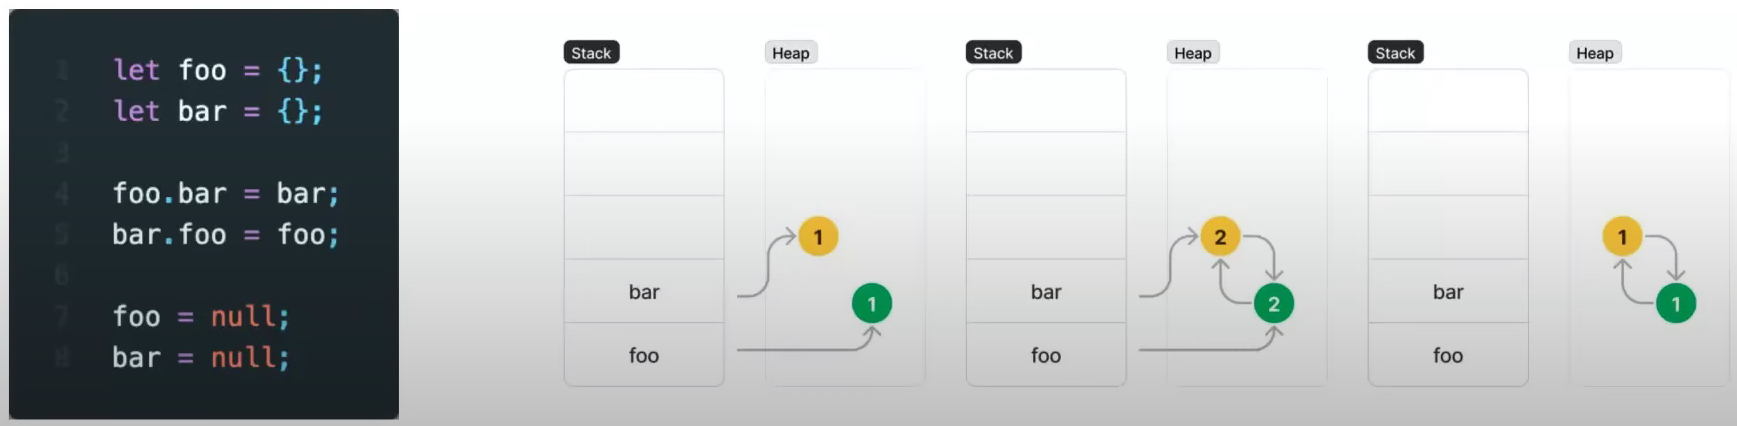 1 let foo = {};
2 let bar = {};
3
4 foo.bar = bar;
5 bar.foo = foo;
6
7 foo = null;
8 bar = null;
Stack
Heap
1
1
bar
foo
Stack
Heap
2
2
bar
foo
Stack
Heap
1
1
bar
foo